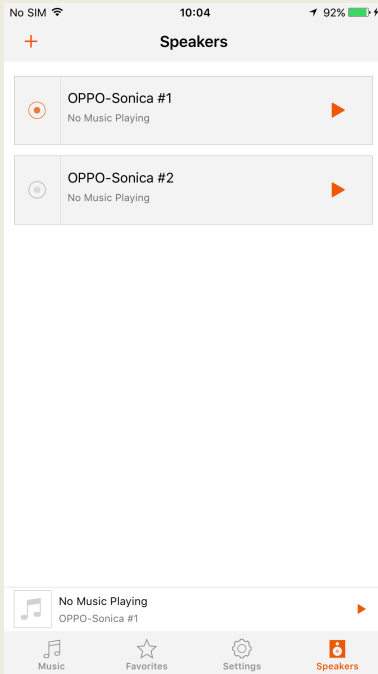 No SIM 10:04 92%
Speakers
OPPO-Sonica #1
No Music Playing
OPPO-Sonica #2
No Music Playing
No Music Playing
OPPO-Sonica #1
Music Favorites Settings Speakers